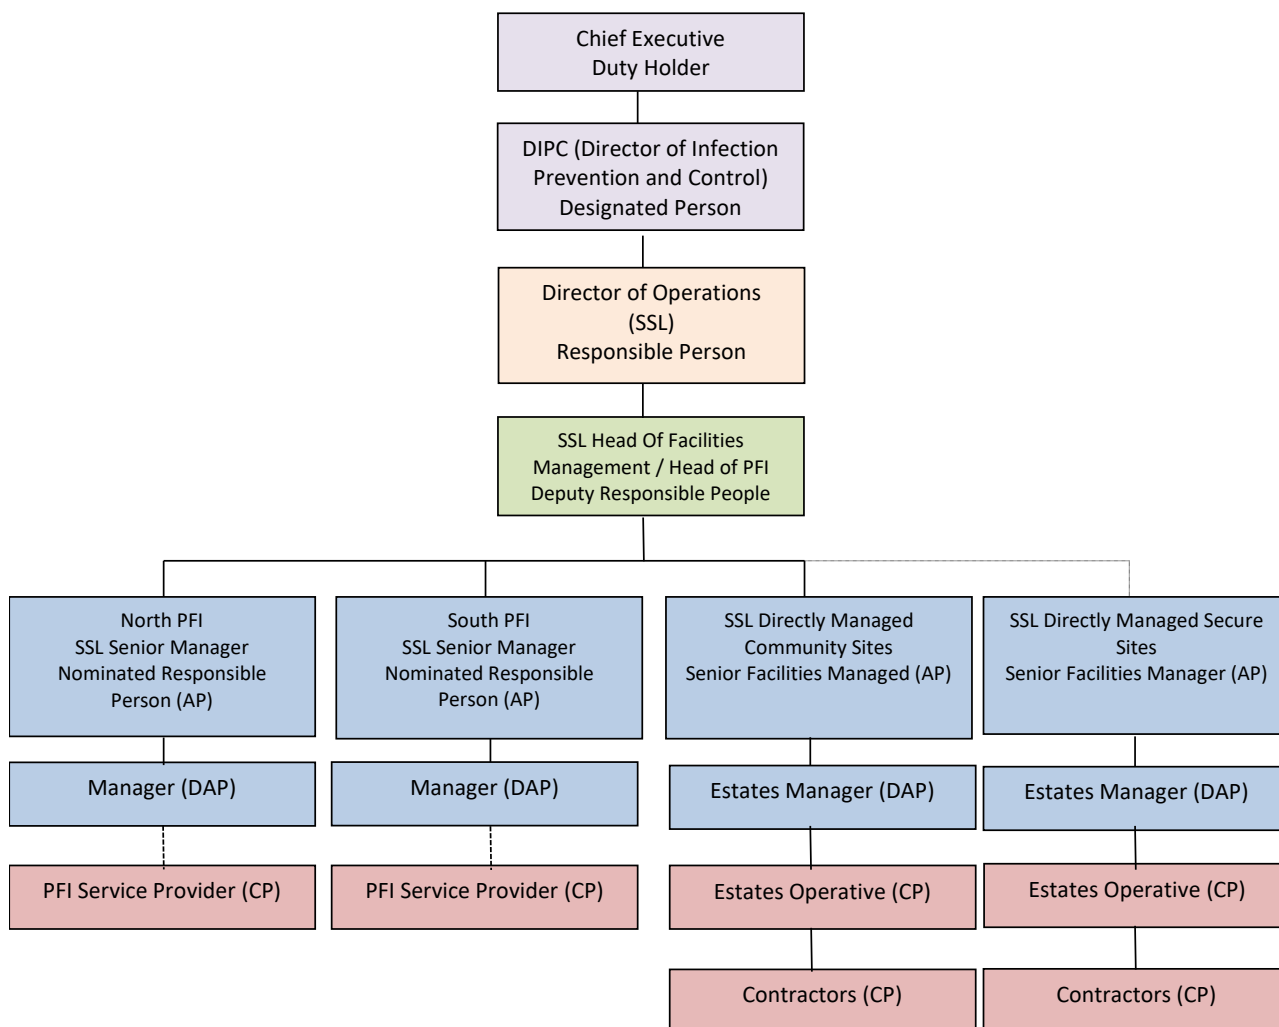 Chief Executive
Duty Holder
DIPC (Director of Infection
Prevention and Control)
Designated Person
Director of Operations
(SSL)
Responsible Person
SSL Head Of Facilities
Management / Head of PFI
Deputy Responsible People
North PFI
SSL Senior Manager
Nominated Responsible
Person (AP)
South PFI
SSL Senior Manager
Nominated Responsible
Person (AP)
SSL Directly Managed
Community Sites
Senior Facilities Managed (AP)
SSL Directly Managed Secure
Sites
Senior Facilities Manager (AP)
Manager (DAP)
Manager (DAP)
Estates Manager (DAP)
Estates Manager (DAP)
PFI Service Provider (CP)
PFI Service Provider (CP)
Estates Operative (CP)
Estates Operative (CP)
Contractors (CP)
Contractors (CP)